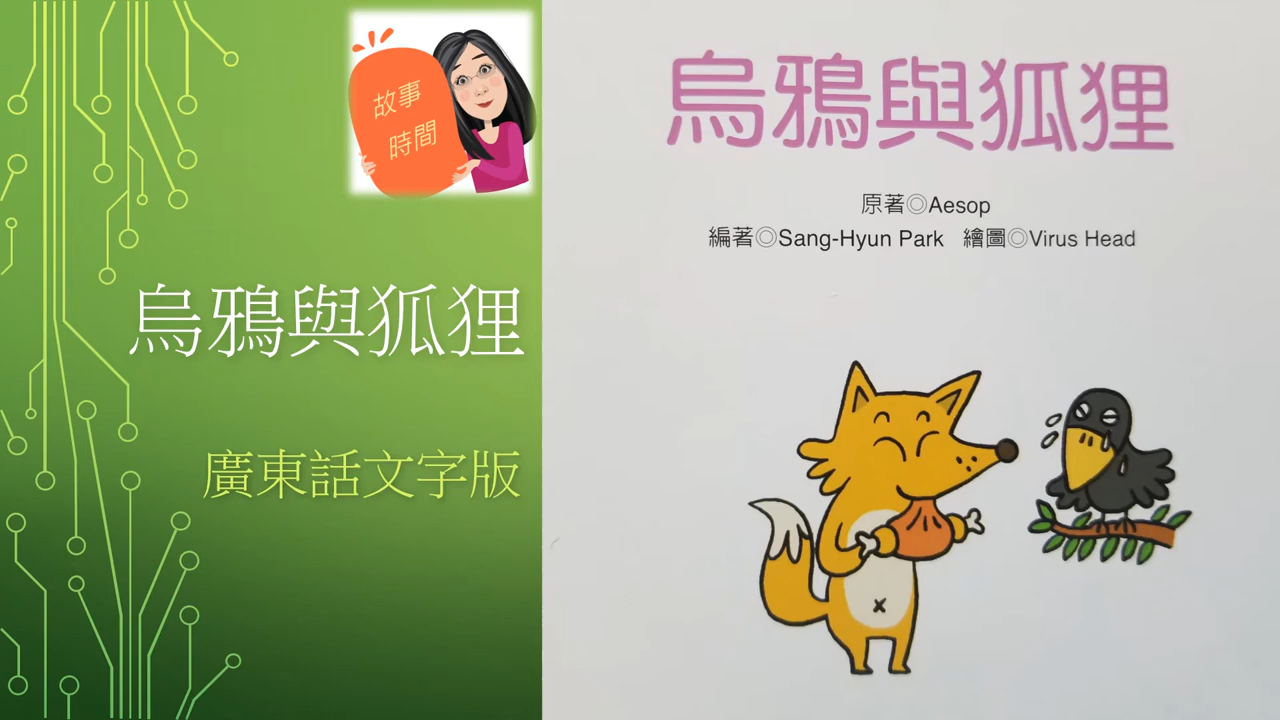 故事
時間
烏鴉與狐狸
廣東話文字版
烏鴉與狐狸
原著◎Aesop
編著◎Sang-Hyun Park 繪圖◎Virus Head